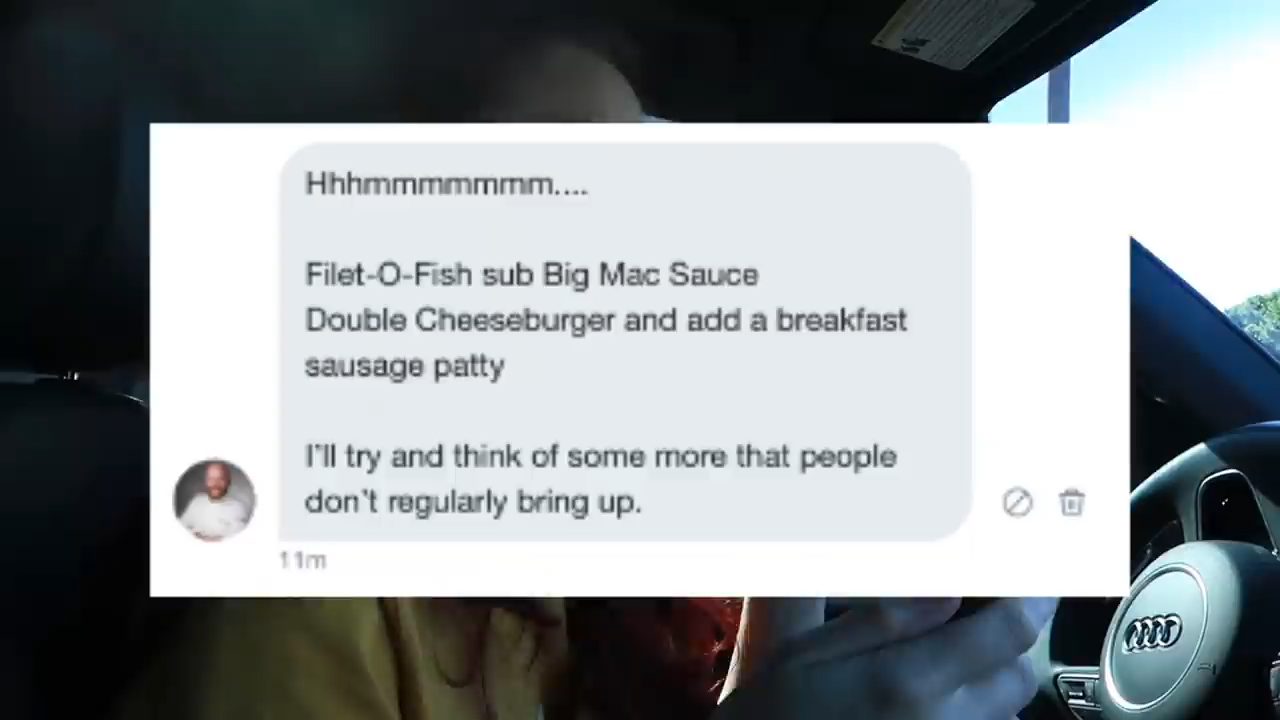 Hhhmmmmmmm....
Filet-O-Fish sub Big Mac Sauce
Double Cheeseburger and add a breakfast
sausage patty
I'll try and think of some more that people
don't regularly bring up.
11m